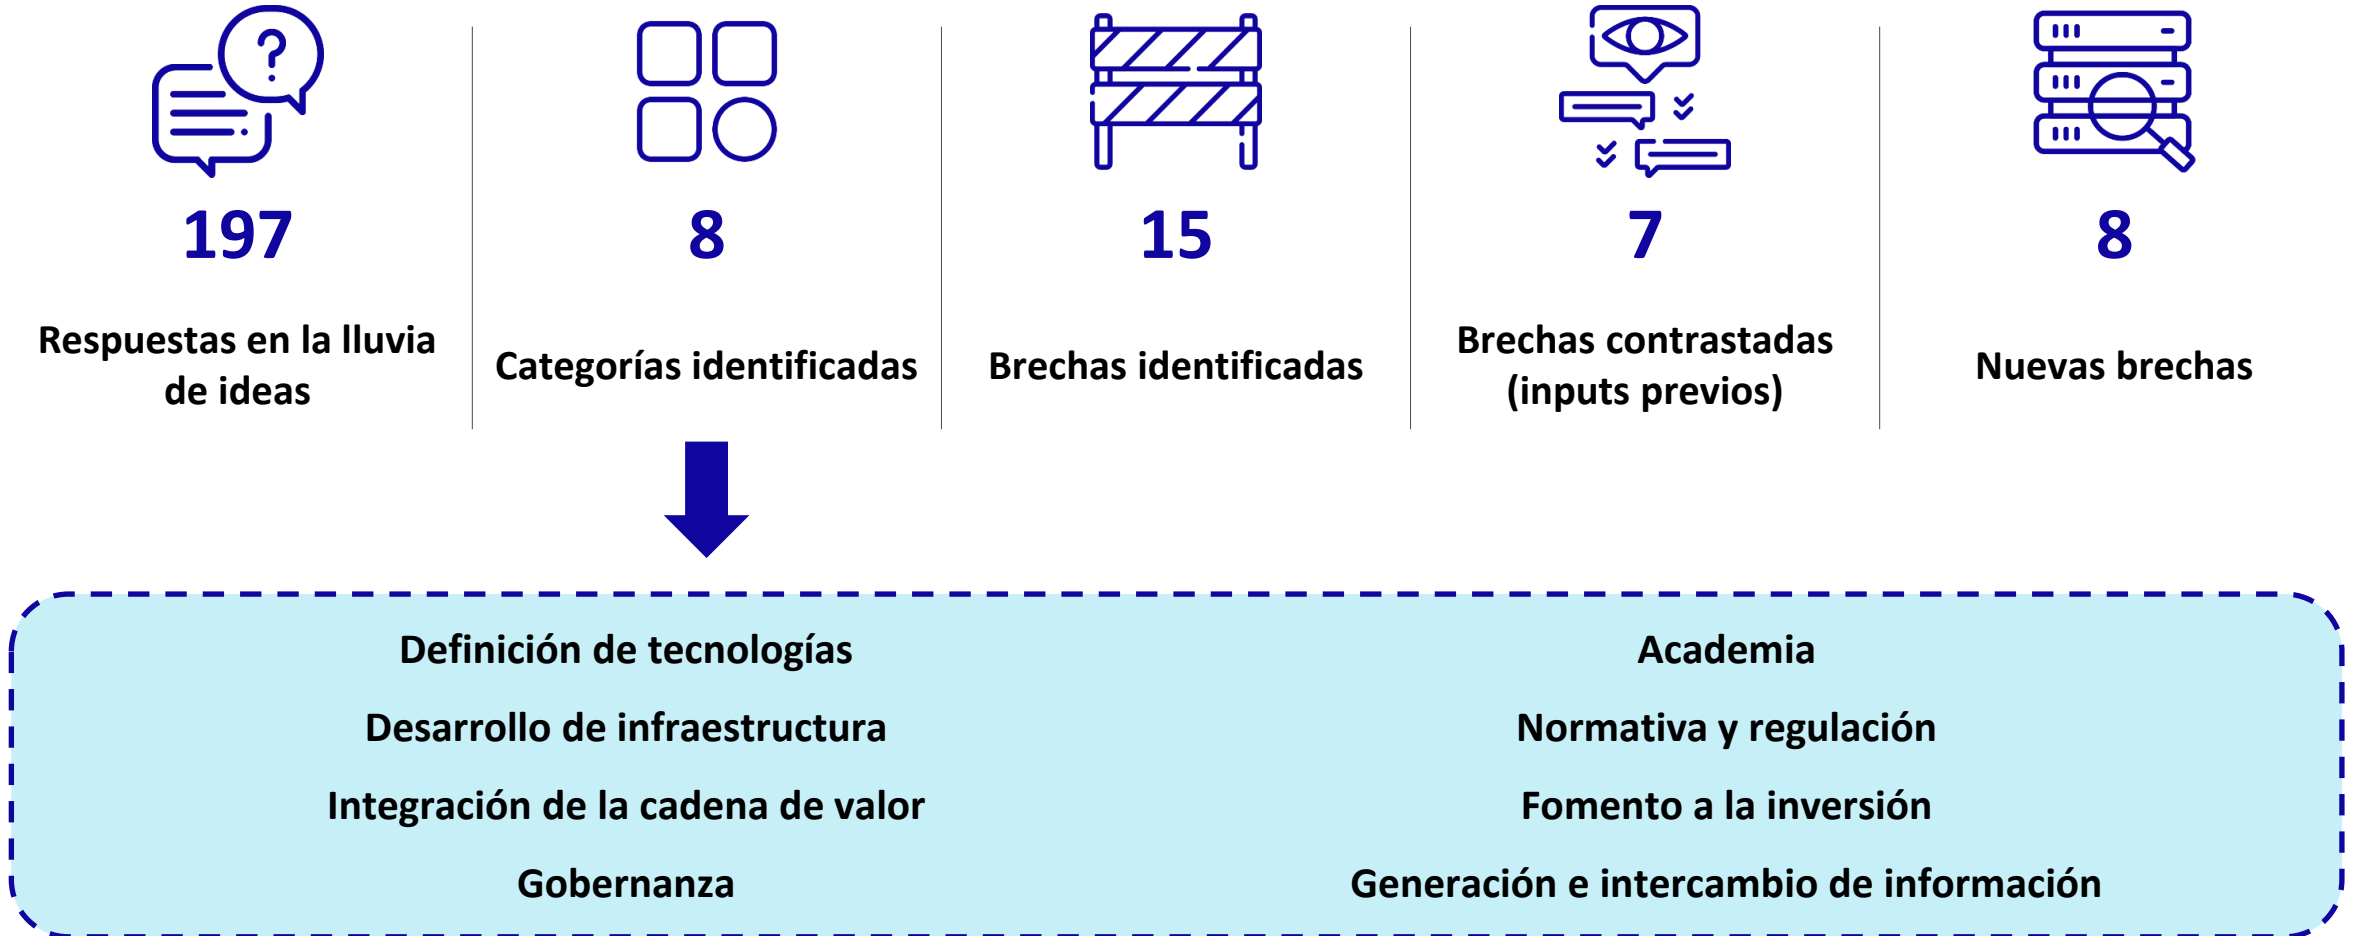 ?
197
Respuestas en la lluvia
de ideas
8
Categorías identificadas
15
Brechas identificadas
7
Brechas contrastadas
(inputs previos)
8
Nuevas brechas
Definición de tecnologías
Desarrollo de infraestructura
Integración de la cadena de valor
Gobernanza
Academia
Normativa y regulación
Fomento a la inversión
Generación e intercambio de información